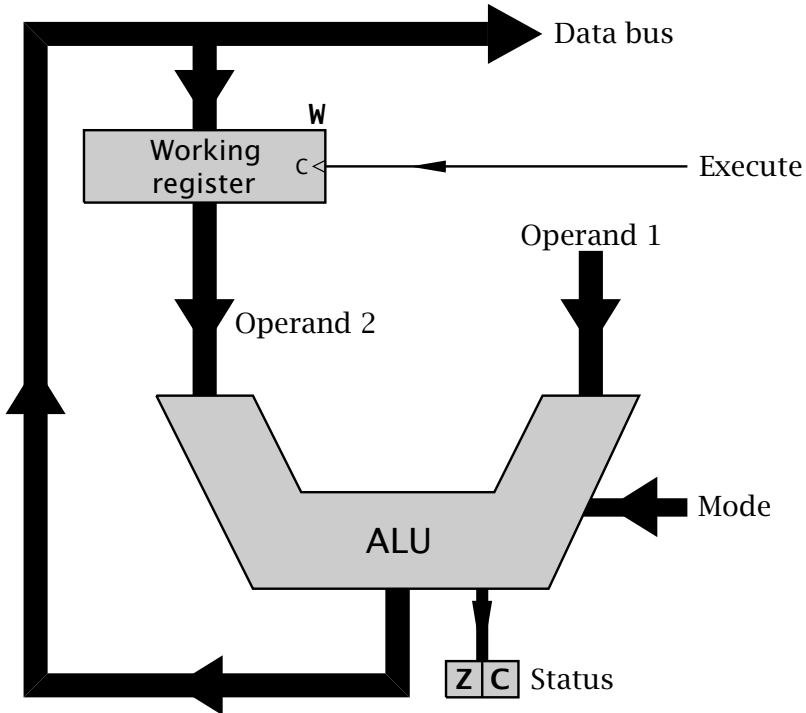 Data bus
W
Working
register
C
Execute
Operand 1
Operand 2
Mode
ALU
Z C
Status